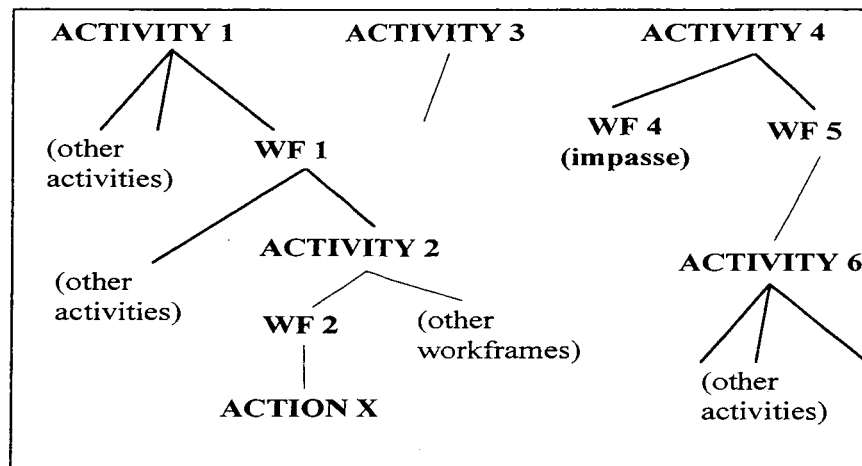 ACTIVITY 1
ACTIVITY 3
ACTIVITY 4
(other
activities)
WF 1
WF 4
(impasse)
WF 5
(other
activities)
ACTIVITY 2
ACTIVITY 6
WF 2
(other
workframes)
(other
activities)
ACTION X